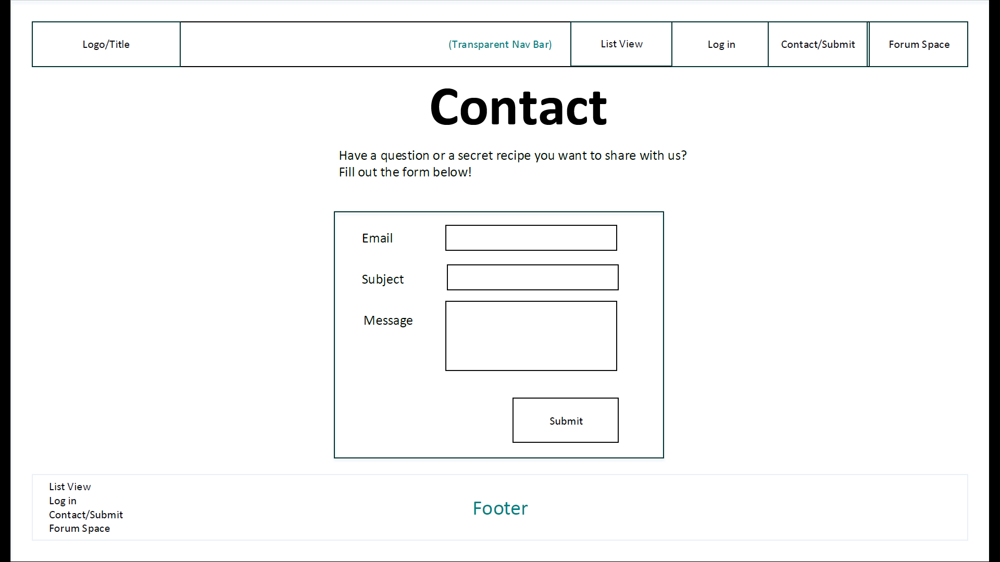 Logo/Title
(Transparent Nav Bar)
List View
Log in
Contact/Submit
Forum Space
Contact
Have a question or a secret recipe you want to share with us?
Fill out the form below!
Email
Subject
Message
Submit
List View
Log in
Contact/Submit
Forum Space
Footer